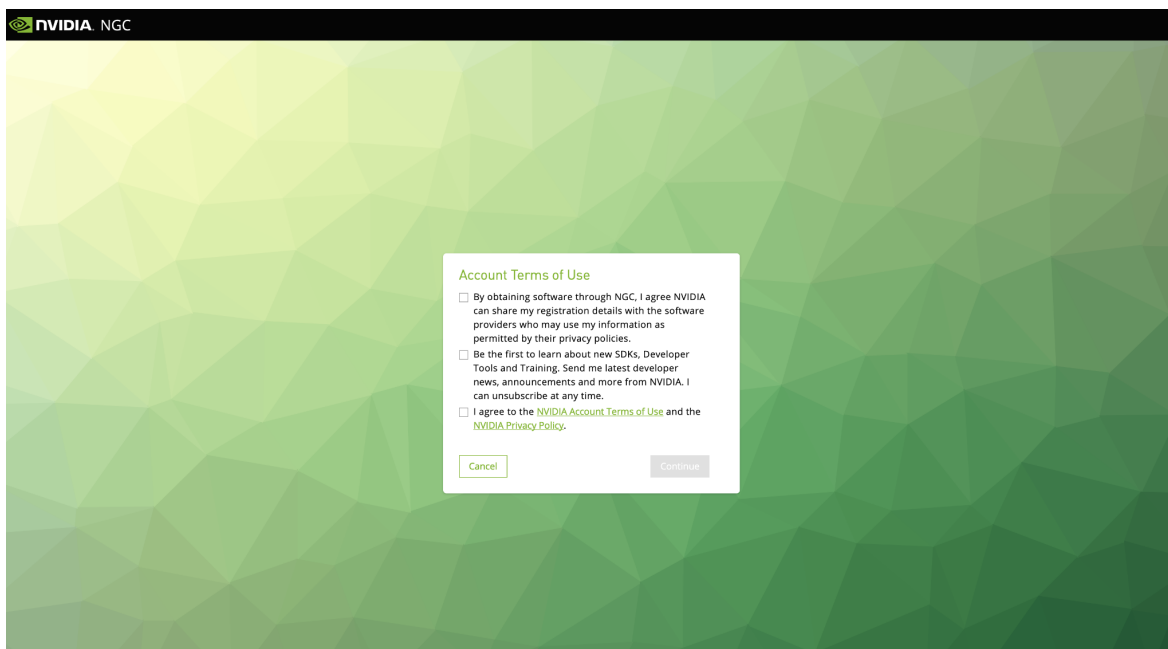 NVIDIA. NGC
Account Terms of Use
By obtaining software through NGC, I agree NVIDIA
can share my registration details with the software
providers who may use my information as
permitted by their privacy policies.
Be the first to learn about new SDKs, Developer
Tools and Training. Send me latest developer
news, announcements and more from NVIDIA. I
can unsubscribe at any time.
I agree to the NVIDIA Account Terms of Use and the
NVIDIA Privacy Policy.
Cancel
Continue